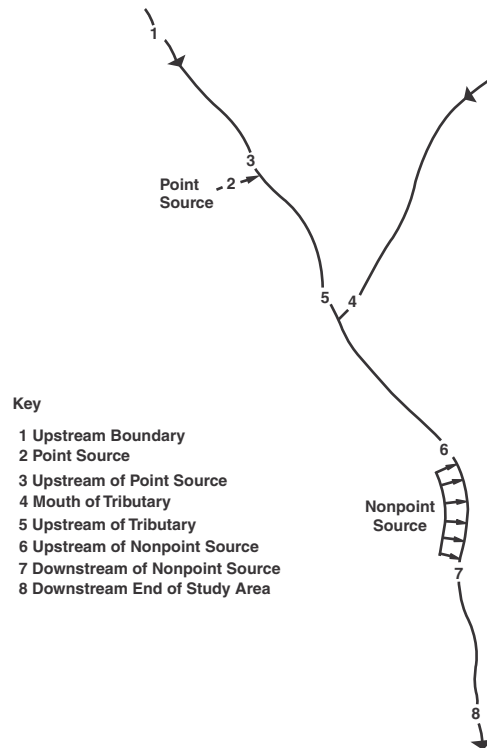 1
3
Point
Source
2
5
4
Key
1 Upstream Boundary
2 Point Source
3 Upstream of Point Source
4 Mouth of Tributary
5 Upstream of Tributary
6 Upstream of Nonpoint Source
7 Downstream of Nonpoint Source
8 Downstream End of Study Area
6
Nonpoint
Source
7
8